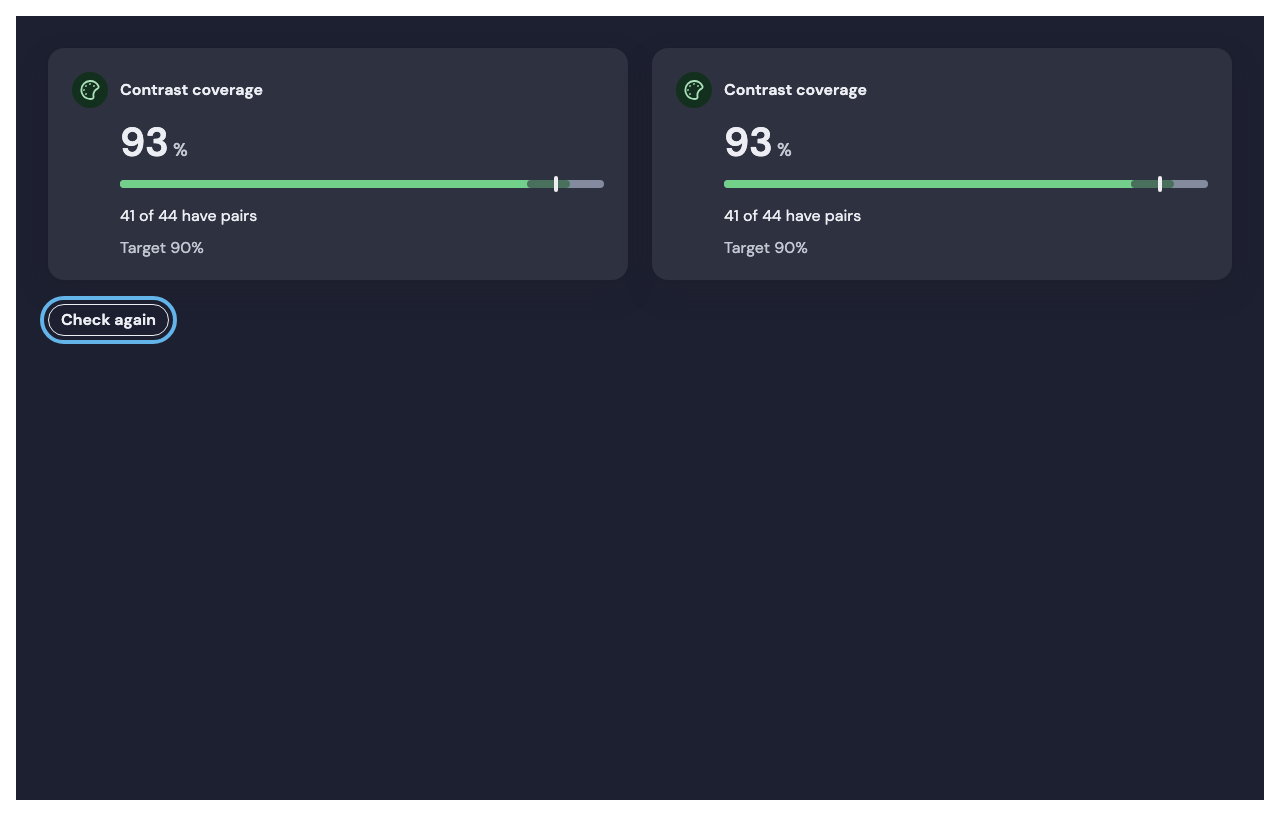 Contrast coverage
93 %
41 of 44 have pairs
Target 90%
Contrast coverage
93 %
41 of 44 have pairs
Target 90%
Check again